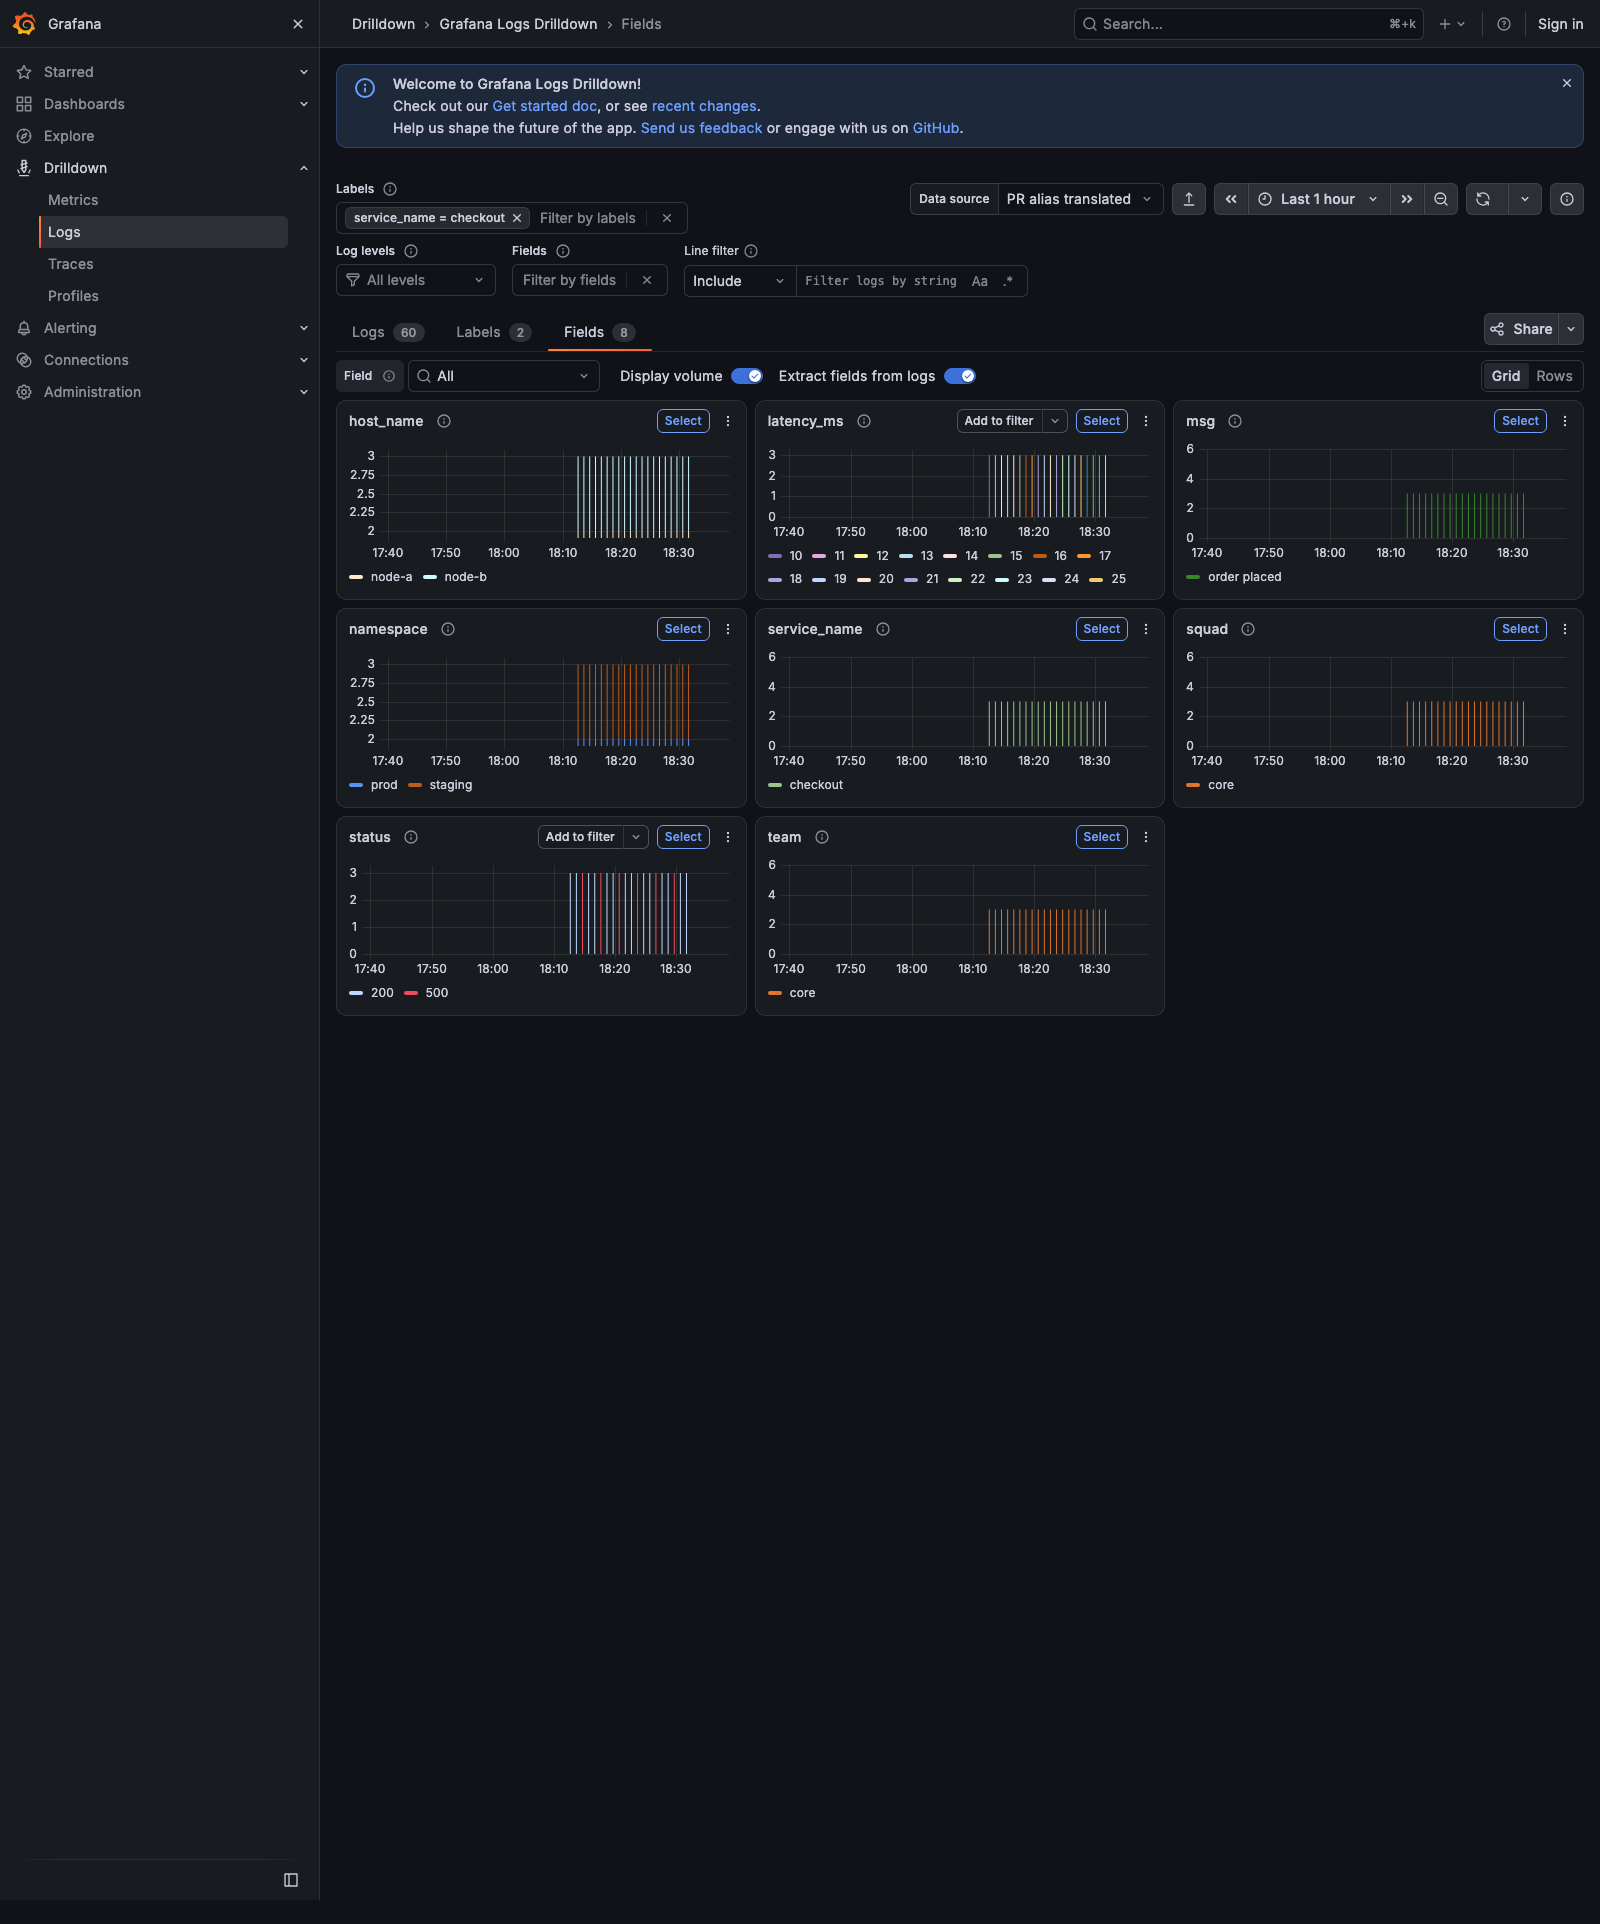 Grafana
Drilldown › Grafana Logs Drilldown › Fields
Search... ⌘+k
Sign in
Starred
Dashboards
Explore
Drilldown
Metrics
Logs
Traces
Profiles
Alerting
Connections
Administration
Welcome to Grafana Logs Drilldown!
Check out our Get started doc, or see recent changes.
Help us shape the future of the app. Send us feedback or engage with us on GitHub.
Labels
service_name = checkout Filter by labels
Data source PR alias translated
Last 1 hour
Log levels
All levels
Fields
Filter by fields
Line filter
Include Filter logs by string Aa .*
Logs 60
Labels 2
Fields 8
Share
Field All
Display volume
Extract fields from logs
Grid Rows
host_name Select
3
2.75
2.5
2.25
2
17:40 17:50 18:00 18:10 18:20 18:30
node-a node-b
latency_ms Add to filter Select
3
2
1
0
17:40 17:50 18:00 18:10 18:20 18:30
10 11 12 13 14 15 16 17
18 19 20 21 22 23 24 25
msg Select
6
4
2
0
17:40 17:50 18:00 18:10 18:20 18:30
order placed
namespace Select
3
2.75
2.5
2.25
2
17:40 17:50 18:00 18:10 18:20 18:30
prod staging
service_name Select
6
4
2
0
17:40 17:50 18:00 18:10 18:20 18:30
checkout
squad Select
6
4
2
0
17:40 17:50 18:00 18:10 18:20 18:30
core
status Add to filter Select
3
2
1
0
17:40 17:50 18:00 18:10 18:20 18:30
200 500
team Select
6
4
2
0
17:40 17:50 18:00 18:10 18:20 18:30
core